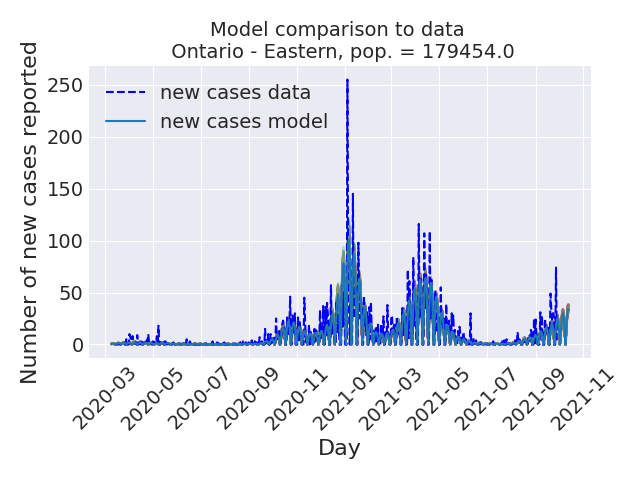 Model comparison to data
Ontario - Eastern, pop. = 179454.0
Number of new cases reported
250
200
150
100
50
0
new cases data
new cases model
2020-03
2020-05
2020-07
2020-09
2020-11
2021-01
2021-03
2021-05
2021-07
2021-09
2021-11
Day